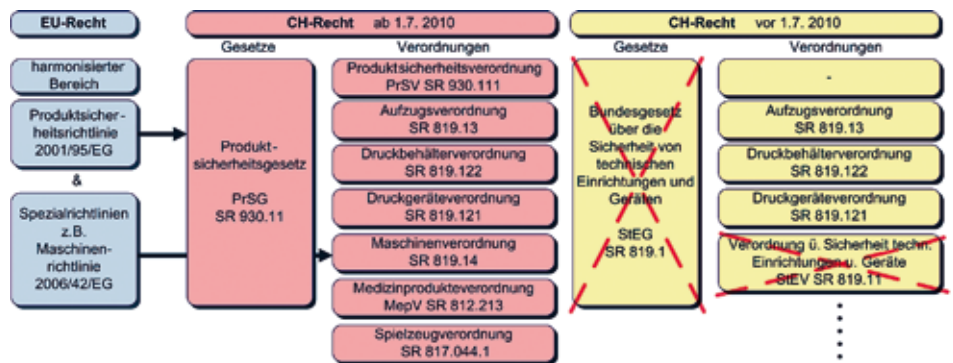 EU-Recht
harmonisierter
Bereich
Produktsicher-
heitsrichtlinie
2001/95/EG
&
Spezialrichtlinien
z.B.
Maschinen-
richtlinie
2006/42/EG
CH-Recht ab 1.7. 2010
Gesetze
Verordnungen
Produkt-
sicherheitsgesetz
PrSG
SR 930.11
Produktsicherheitsverordnung
PrSV SR 930.111
Aufzugsverordnung
SR 819.13
Druckbehälterverordnung
SR 819.122
Druckgeräteverordnung
SR 819.121
Maschinenverordnung
SR 819.14
Medizinprodukteverordnung
MepV SR 812.213
Spielzeugverordnung
SR 817.044.1
CH-Recht vor 1.7. 2010
Gesetze
Verordnungen
Bundesgesetz
über die
Sicherheit von
technischen
Einrichtungen und
Geräten
StEG
SR 819.1
-
Aufzugsverordnung
SR 819.13
Druckbehälterverordnung
SR 819.122
Druckgeräteverordnung
SR 819.121
Verordnung ü. Sicherheit techn.
Einrichtungen u. Geräte
StEV SR 819.11